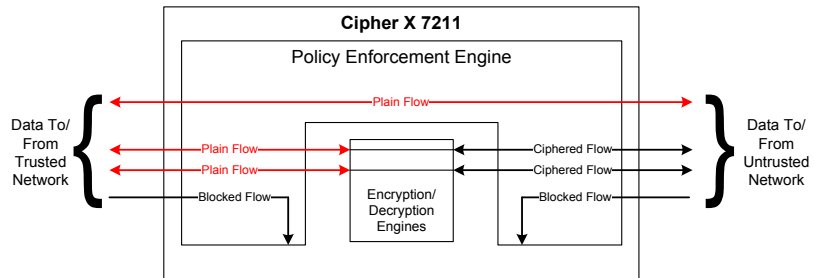 Cipher X 7211
Policy Enforcement Engine
Plain Flow
Data To/
From
Trusted
Network
Plain Flow
Plain Flow
Blocked Flow
Encryption/
Decryption
Engines
Ciphered Flow
Ciphered Flow
Blocked Flow
Data To/
From
Untrusted
Network